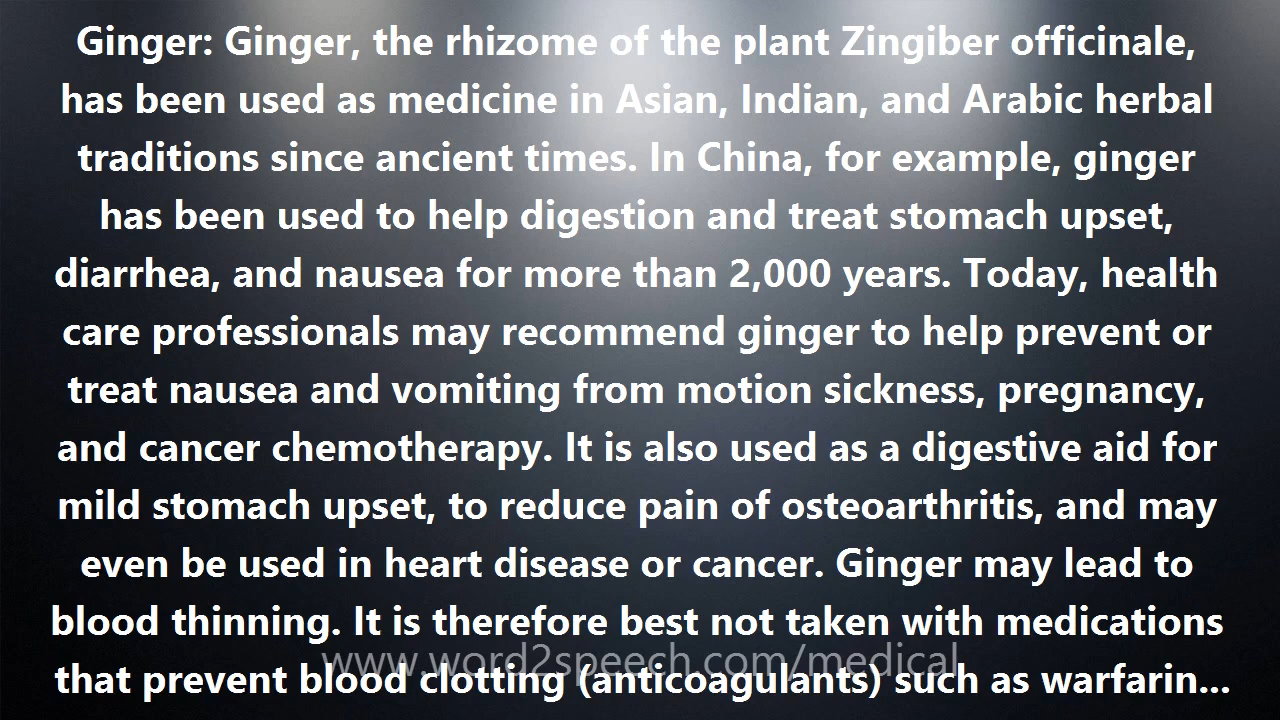 Ginger: Ginger, the rhizome of the plant Zingiber officinale,
has been used as medicine in Asian, Indian, and Arabic herbal
traditions since ancient times. In China, for example, ginger
has been used to help digestion and treat stomach upset,
diarrhea, and nausea for more than 2,000 years. Today, health
care professionals may recommend ginger to help prevent or
treat nausea and vomiting from motion sickness, pregnancy,
and cancer chemotherapy. It is also used as a digestive aid for
mild stomach upset, to reduce pain of osteoarthritis, and may
even be used in heart disease or cancer. Ginger may lead to
blood thinning. It is therefore best not taken with medications
www.word2speech.com/medical
that prevent blood clotting (anticoagulants) such as warfarin...